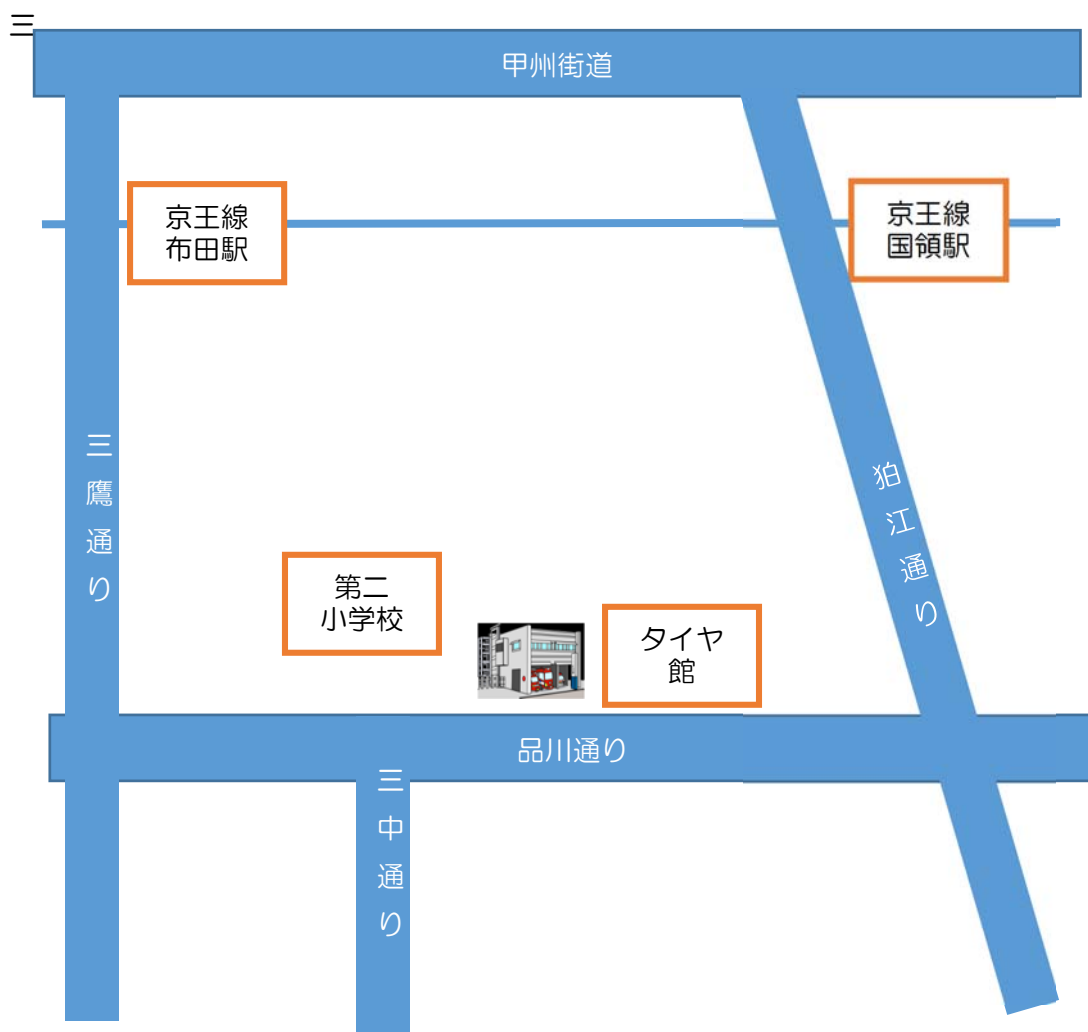 三
甲州街道
京王線
布田駅
京王線
国領駅
三鷹通り
狛江通り
第二
小学校
タイヤ
館
品川通り
三中通り